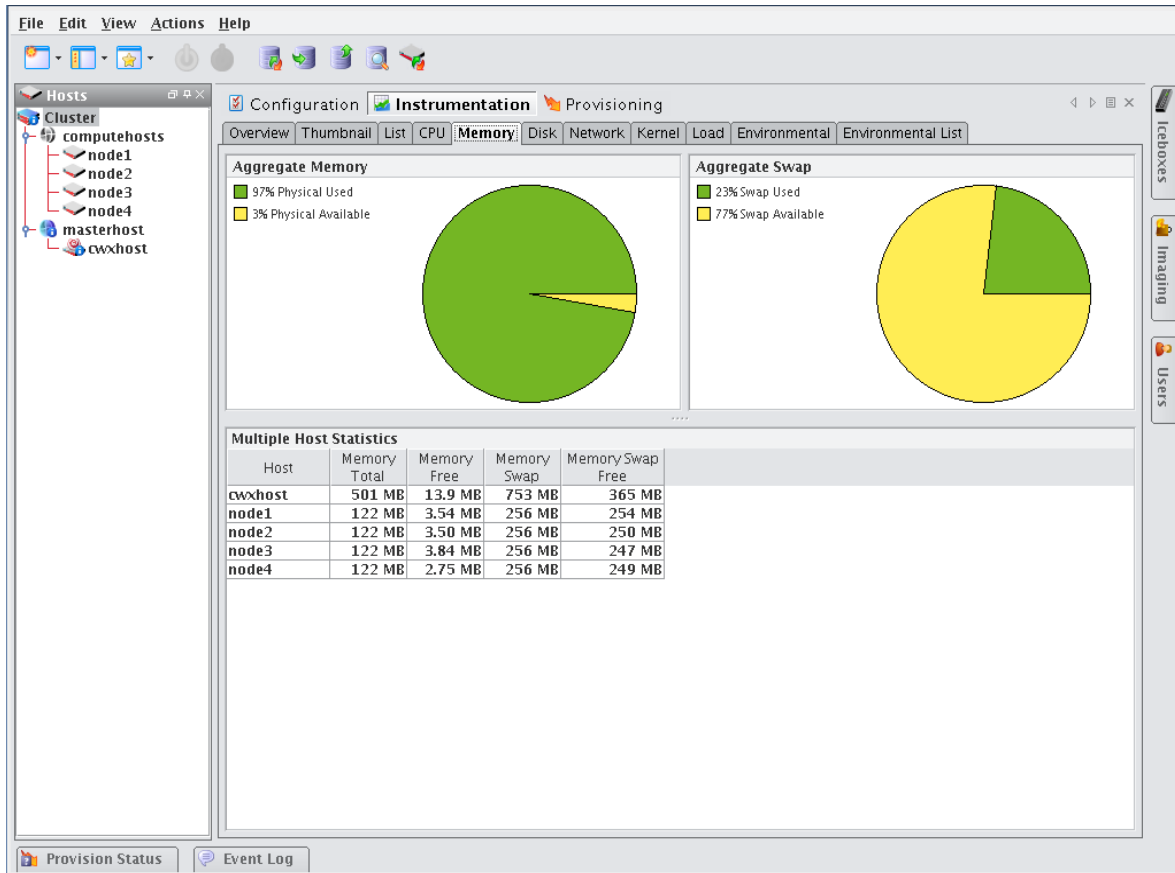 File Edit View Actions Help
Hosts
Cluster
computehosts
node1
node2
node3
node4
masterhost
cwxhost
Configuration Instrumentation Provisioning
Overview Thumbnail List CPU Memory Disk Network Kernel Load Environmental Environmental List
Aggregate Memory
97% Physical Used
3% Physical Available
Aggregate Swap
23% Swap Used
77% Swap Available
Multiple Host Statistics
Host Memory Total Memory Free Memory Swap Memory Swap Free
cwxhost 501 MB 13.9 MB 753 MB 365 MB
node1 122 MB 3.54 MB 256 MB 254 MB
node2 122 MB 3.50 MB 256 MB 250 MB
node3 122 MB 3.84 MB 256 MB 247 MB
node4 122 MB 2.75 MB 256 MB 249 MB
Iceboxes
Imaging
Users
Provision Status Event Log